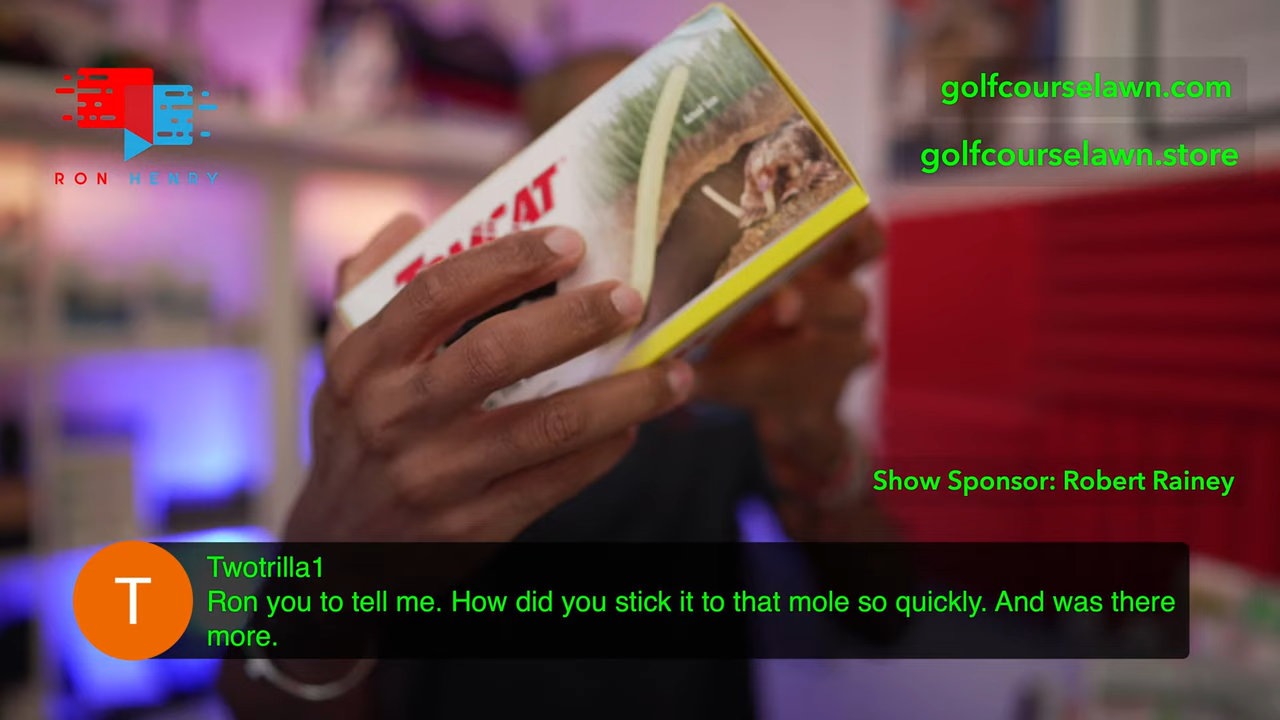 golfcourselawn.com
golfcourselawn.store
RON HENRY
TOMCAT
Show Sponsor: Robert Rainey
Twotrilla1
Ron you to tell me. How did you stick it to that mole so quickly. And was there
more.
T